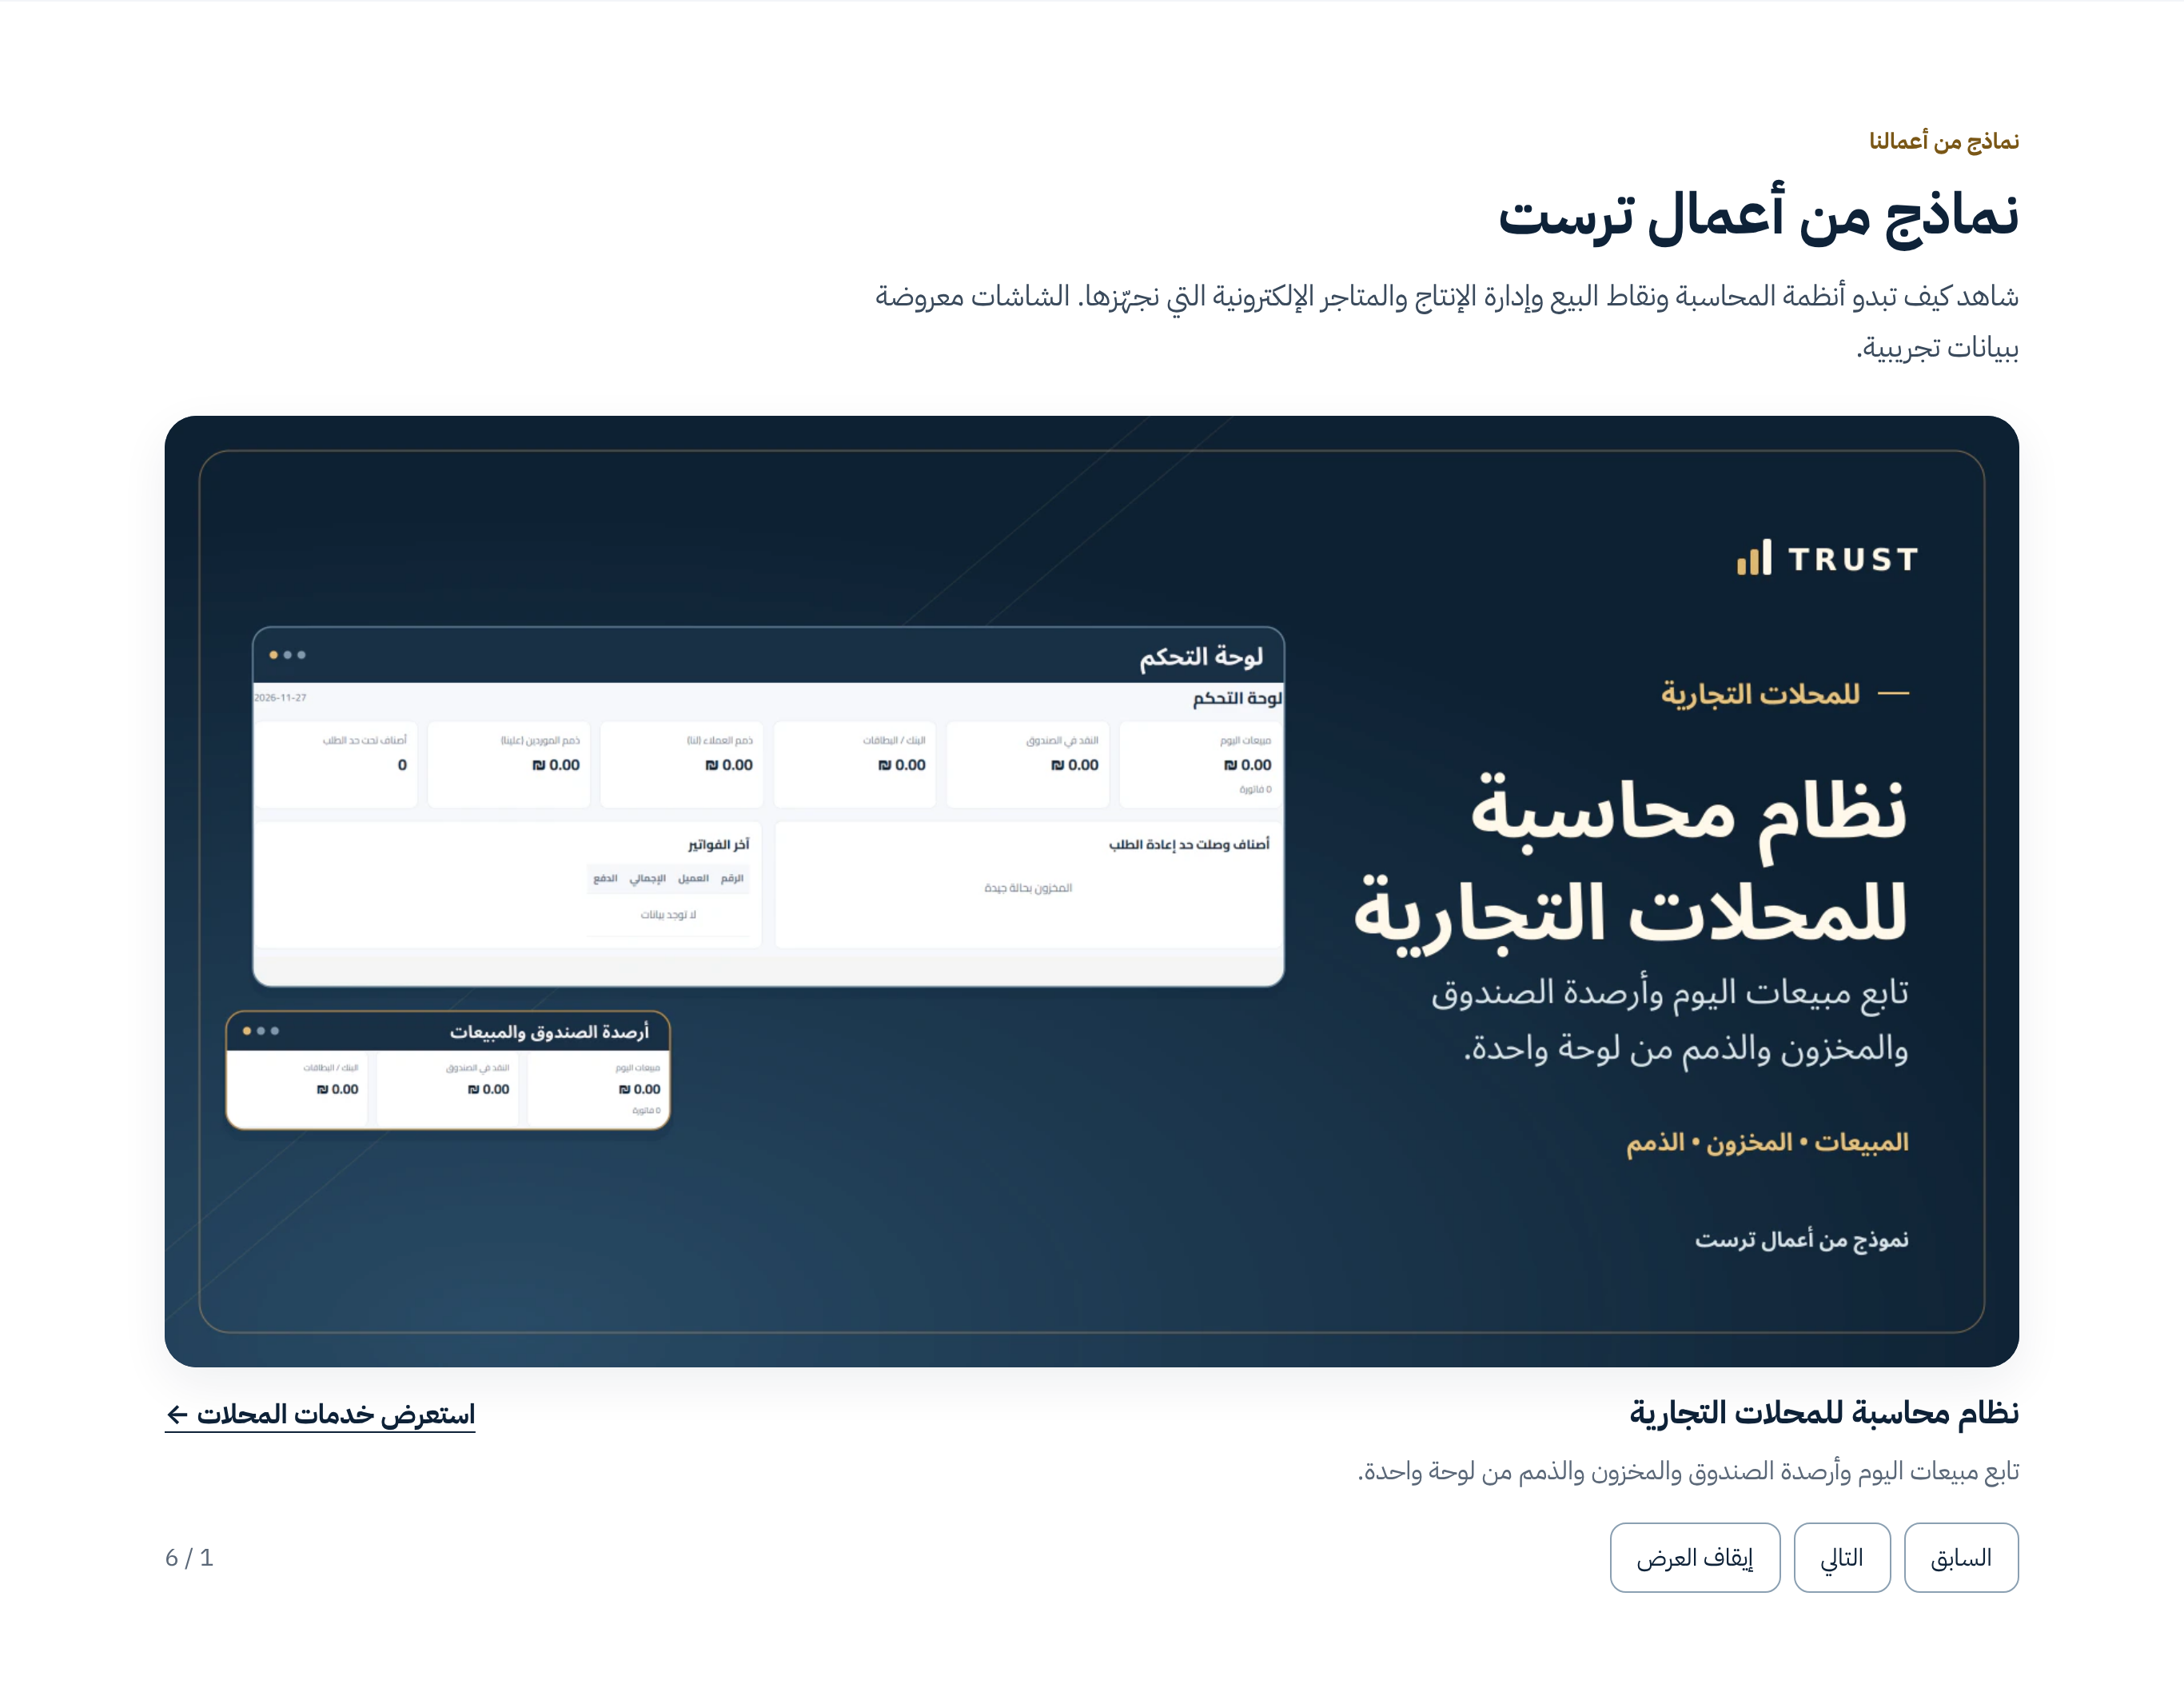 نماذج من أعمالنا
نماذج من أعمال ترست
شاهد كيف تبدو أنظمة المحاسبة ونقاط البيع وإدارة الإنتاج والمتاجر الإلكترونية التي نجهّزها. الشاشات معروضة
ببيانات تجريبية.
TRUST
للمحلات التجارية
نظام محاسبة
للمحلات التجارية
تابع مبيعات اليوم وأرصدة الصندوق
والمخزون والذمم من لوحة واحدة.
المبيعات • المخزون • الذمم
نموذج من أعمال ترست
لوحة التحكم
لوحة التحكم 2026-11-27
مبيعات اليوم النقد في الصندوق البنك / البطاقات ذمم العملاء (لنا) ذمم الموردين (علينا) أصناف تحت حد الطلب
₪ 0.00 ₪ 0.00 ₪ 0.00 ₪ 0.00 ₪ 0.00 0
0 فاتورة
أصناف وصلت حد إعادة الطلب
المخزون بحالة جيدة
آخر الفواتير
الرقم العميل الإجمالي الدفع
لا توجد بيانات
أرصدة الصندوق والمبيعات
مبيعات اليوم النقد في الصندوق البنك / البطاقات
₪ 0.00 ₪ 0.00 ₪ 0.00
0 فاتورة
نظام محاسبة للمحلات التجارية
استعرض خدمات المحلات ←
تابع مبيعات اليوم وأرصدة الصندوق والمخزون والذمم من لوحة واحدة.
السابق التالي إيقاف العرض
6 / 1